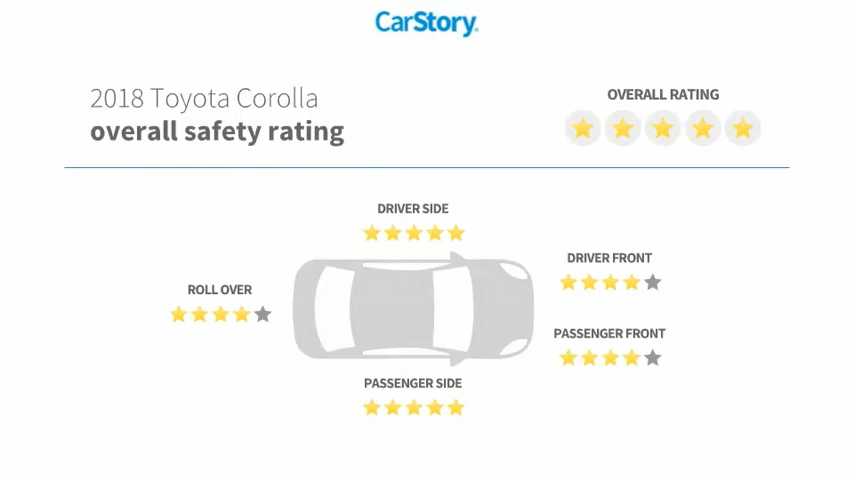 CarStory.
2018 Toyota Corolla
overall safety rating
OVERALL RATING
DRIVER SIDE
DRIVER FRONT
ROLL OVER
PASSENGER FRONT
PASSENGER SIDE